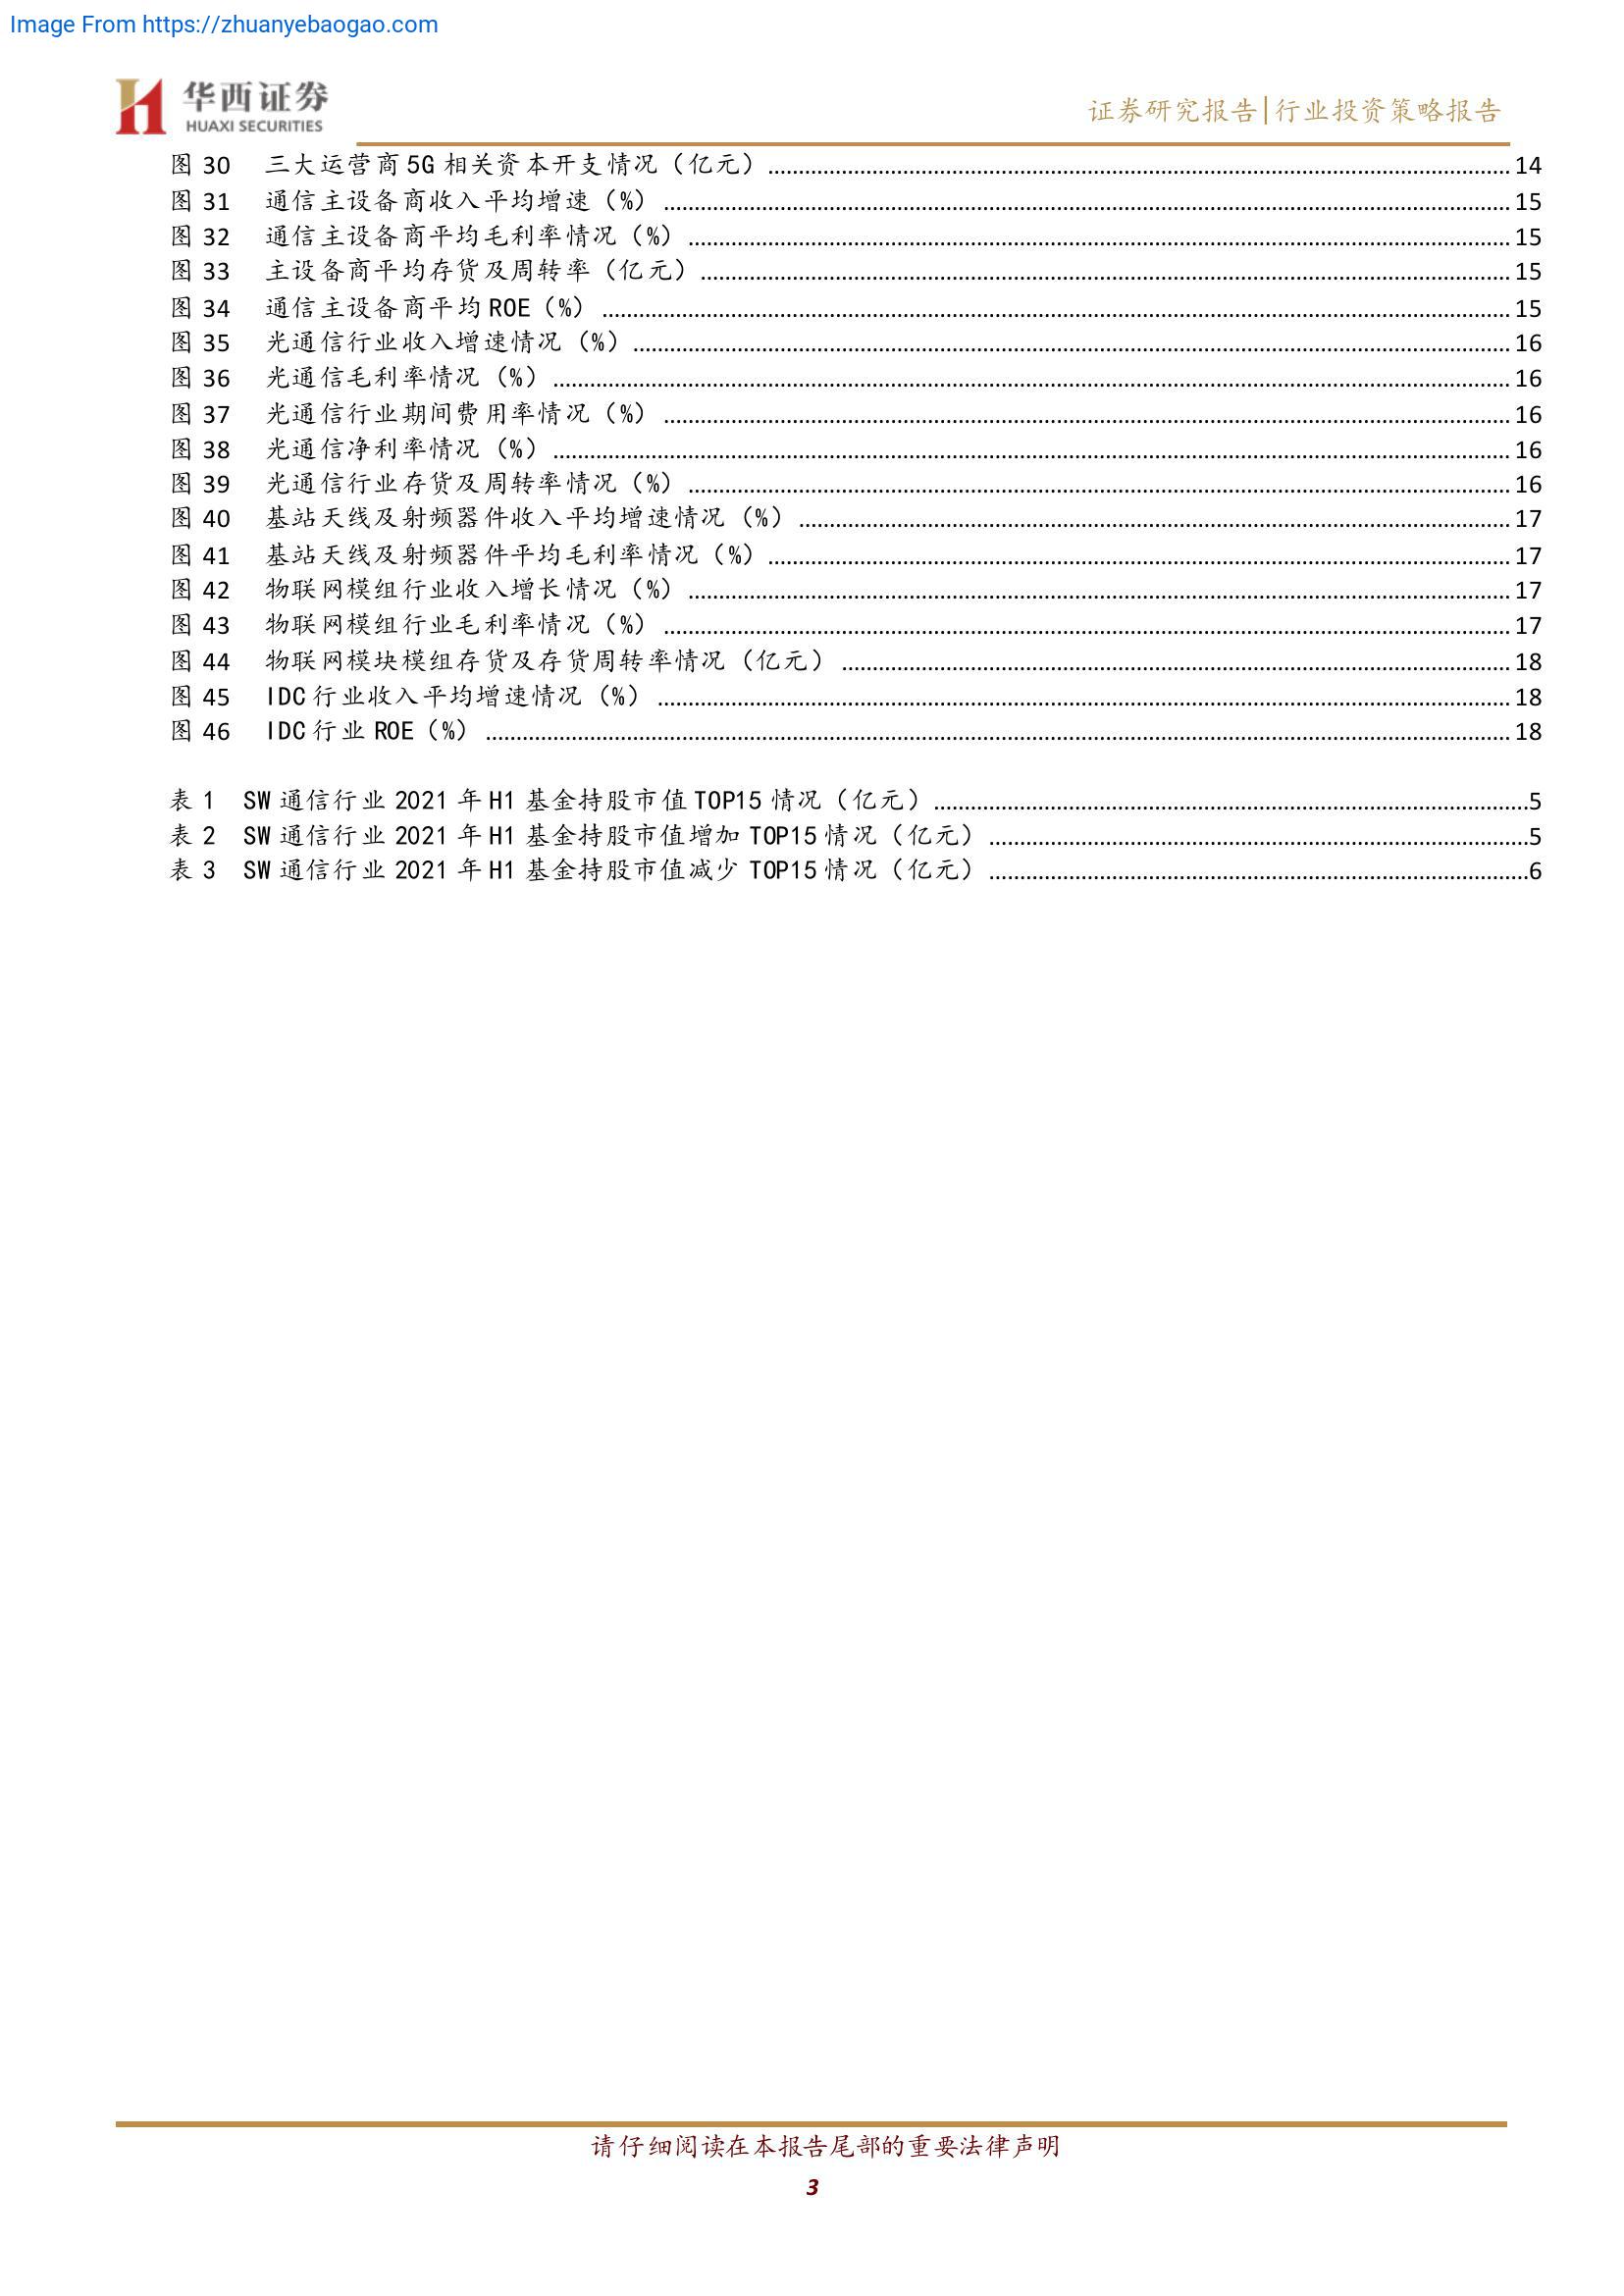 Image From https://zhuanyebaogao.com
华西证券
HUAXI SECURITIES
证券研究报告|行业投资策略报告
图 30 三大运营商 5G 相关资本开支情况（亿元）........14
图 31 通信主设备商收入平均增速（%）........15
图 32 通信主设备商平均毛利率情况（%）........15
图 33 主设备商平均存货及周转率（亿元）........15
图 34 通信主设备商平均 ROE（%）........15
图 35 光通信行业收入增速情况（%）........16
图 36 光通信毛利率情况（%）........16
图 37 光通信行业期间费用率情况（%）........16
图 38 光通信净利率情况（%）........16
图 39 光通信行业存货及周转率情况（%）........16
图 40 基站天线及射频器件收入平均增速情况（%）........17
图 41 基站天线及射频器件平均毛利率情况（%）........17
图 42 物联网模组行业收入增长情况（%）........17
图 43 物联网模组行业毛利率情况（%）........17
图 44 物联网模块模组存货及存货周转率情况（亿元）........18
图 45 IDC 行业收入平均增速情况（%）........18
图 46 IDC 行业 ROE（%）........18
表 1 SW 通信行业 2021 年 H1 基金持股市值 TOP15 情况（亿元）........5
表 2 SW 通信行业 2021 年 H1 基金持股市值增加 TOP15 情况（亿元）........5
表 3 SW 通信行业 2021 年 H1 基金持股市值减少 TOP15 情况（亿元）........6
请仔细阅读在本报告尾部的重要法律声明
3